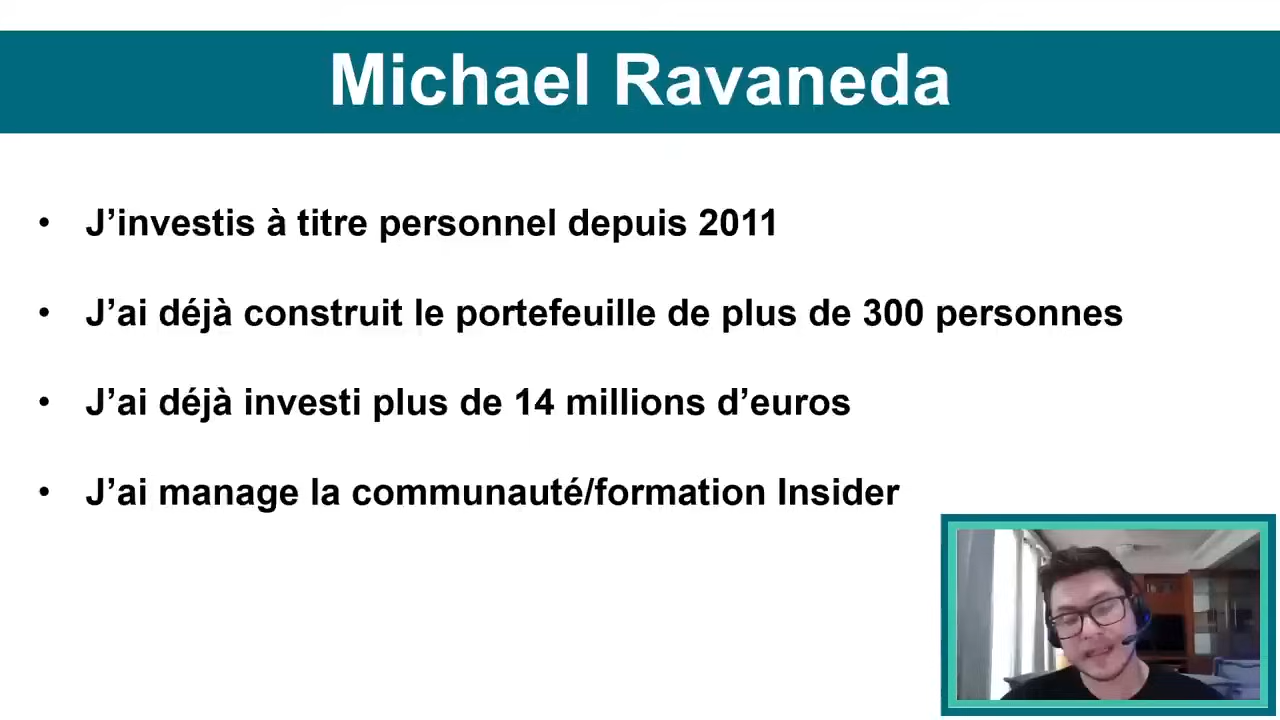 Michael Ravaneda
• J’investis à titre personnel depuis 2011
• J’ai déjà construit le portefeuille de plus de 300 personnes
• J’ai déjà investi plus de 14 millions d’euros
• J’ai manage la communauté/formation Insider